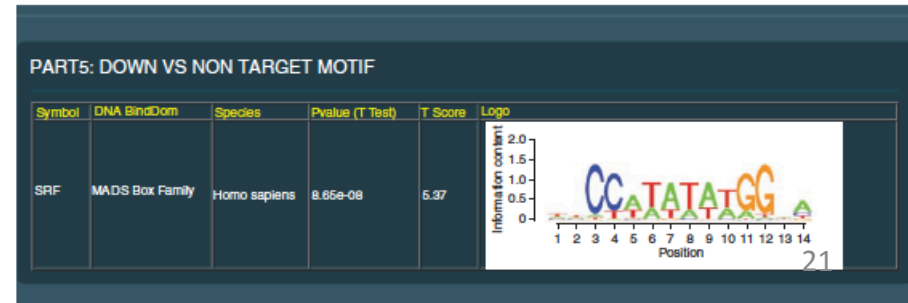 PART5: DOWN VS NON TARGET MOTIF
Symbol DNA BindDom Species Pvalue (T Test) T Score Logo
SRF MADS Box Family Homo sapiens 8.65e-08 5.37
Information content
2.0
1.5
1.0
0.5
0
CCATATATGG A
1 2 3 4 5 6 7 8 9 10 11 12 13 14
Position
21